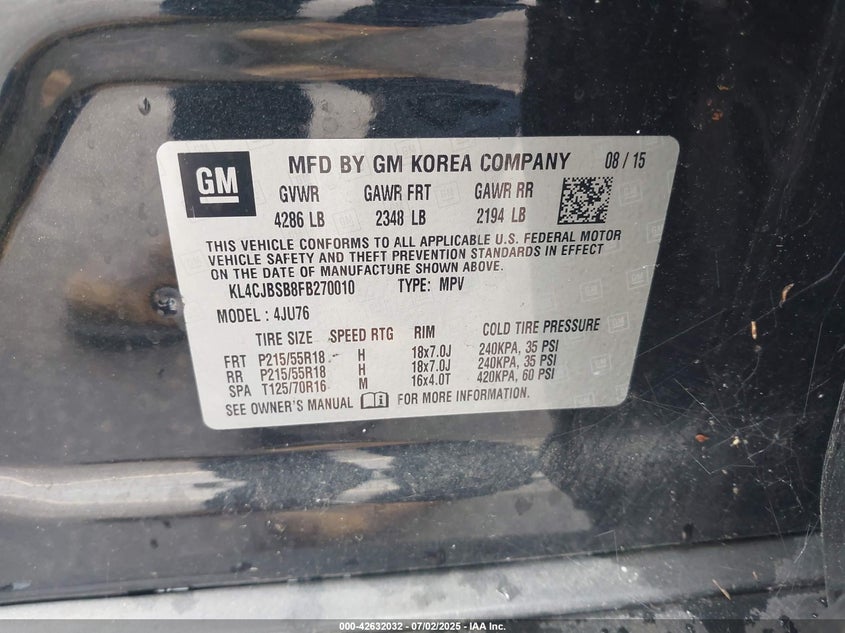 GM MFD BY GM KOREA COMPANY 08 / 15
GVWR GAWR FRT GAWR RR
4286 LB 2348 LB 2194 LB
THIS VEHICLE CONFORMS TO ALL APPLICABLE U.S. FEDERAL MOTOR
VEHICLE SAFETY AND THEFT PREVENTION STANDARDS IN EFFECT
ON THE DATE OF MANUFACTURE SHOWN ABOVE.
KL4CJBSB8FB270010 TYPE: MPV
MODEL : 4JU76
TIRE SIZE SPEED RTG RIM COLD TIRE PRESSURE
FRT P215/55R18 H 18x7.0J 240KPA, 35 PSI
RR P215/55R18 H 18x7.0J 240KPA, 35 PSI
SPA T125/70R16 M 16x4.0T 420KPA, 60 PSI
SEE OWNER'S MANUAL FOR MORE INFORMATION.
000-42632032 - 07/02/2025 - IAA Inc.